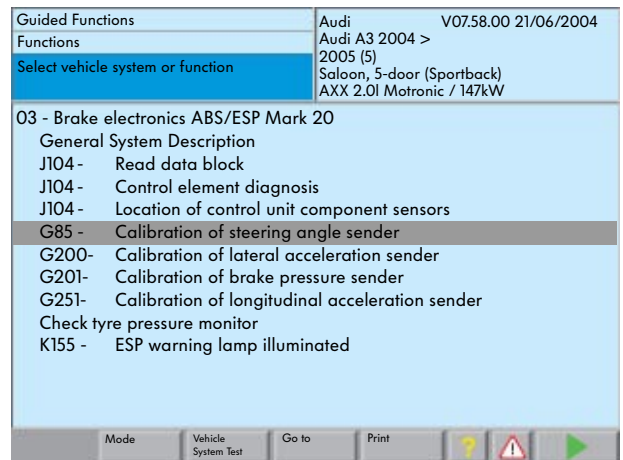 Guided Functions
Functions
Select vehicle system or function
Audi V07.58.00 21/06/2004
Audi A3 2004 >
2005 (5)
Saloon, 5-door (Sportback)
AXX 2.0l Motronic / 147kW
03 - Brake electronics ABS/ESP Mark 20
General System Description
J104 - Read data block
J104 - Control element diagnosis
J104 - Location of control unit component sensors
G85 - Calibration of steering angle sender
G200- Calibration of lateral acceleration sender
G201- Calibration of brake pressure sender
G251- Calibration of longitudinal acceleration sender
Check tyre pressure monitor
K155 - ESP warning lamp illuminated
Mode Vehicle System Test Go to Print ?